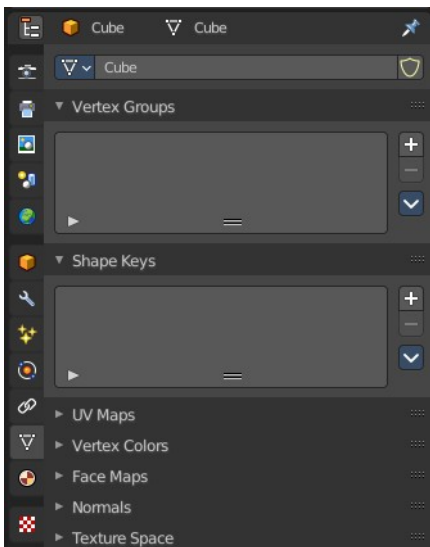 Cube Cube
Cube
Vertex Groups
Shape Keys
UV Maps
Vertex Colors
Face Maps
Normals
Texture Space